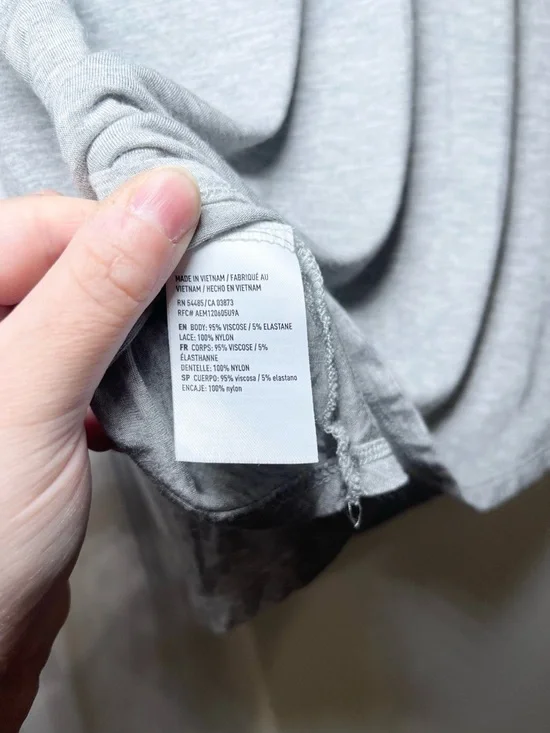 MADE IN VIETNAM / FABRIQUÉ AU
VIETNAM / HECHO EN VIETNAM
RN 54485/CA 03873
RFC# AEM120605U9A
EN BODY: 95% VISCOSE / 5% ELASTANE
LACE: 100% NYLON
FR CORPS: 95% VISCOSE / 5%
ÉLASTHANNE
DENTELLE: 100% NYLON
SP CUERPO: 95% viscosa / 5% elastano
ENCAJE: 100% nylon